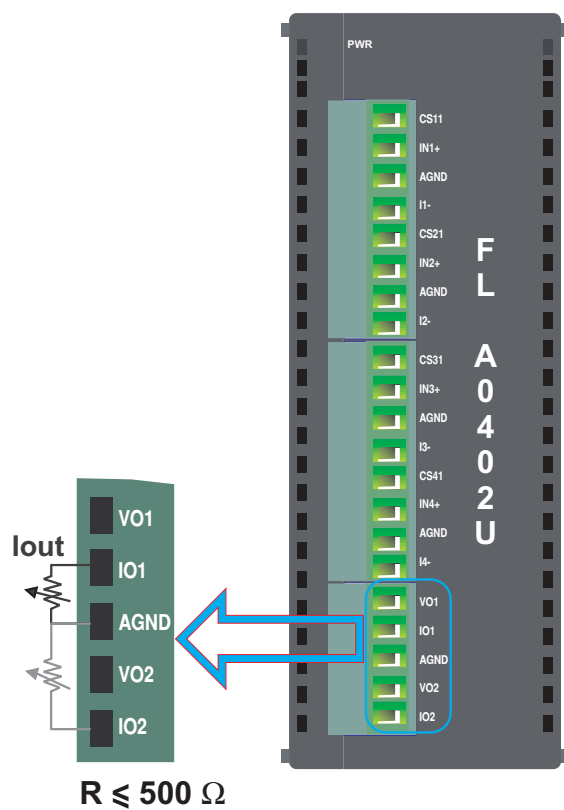 PWR
CS11
IN1+
AGND
I1-
CS21
IN2+
AGND
I2-
CS31
IN3+
AGND
I3-
CS41
IN4+
AGND
I4-
VO1
IO1
AGND
VO2
IO2
F
L
A
0
4
0
2
U
Iout
VO1
IO1
AGND
VO2
IO2
R ≤ 500 Ω